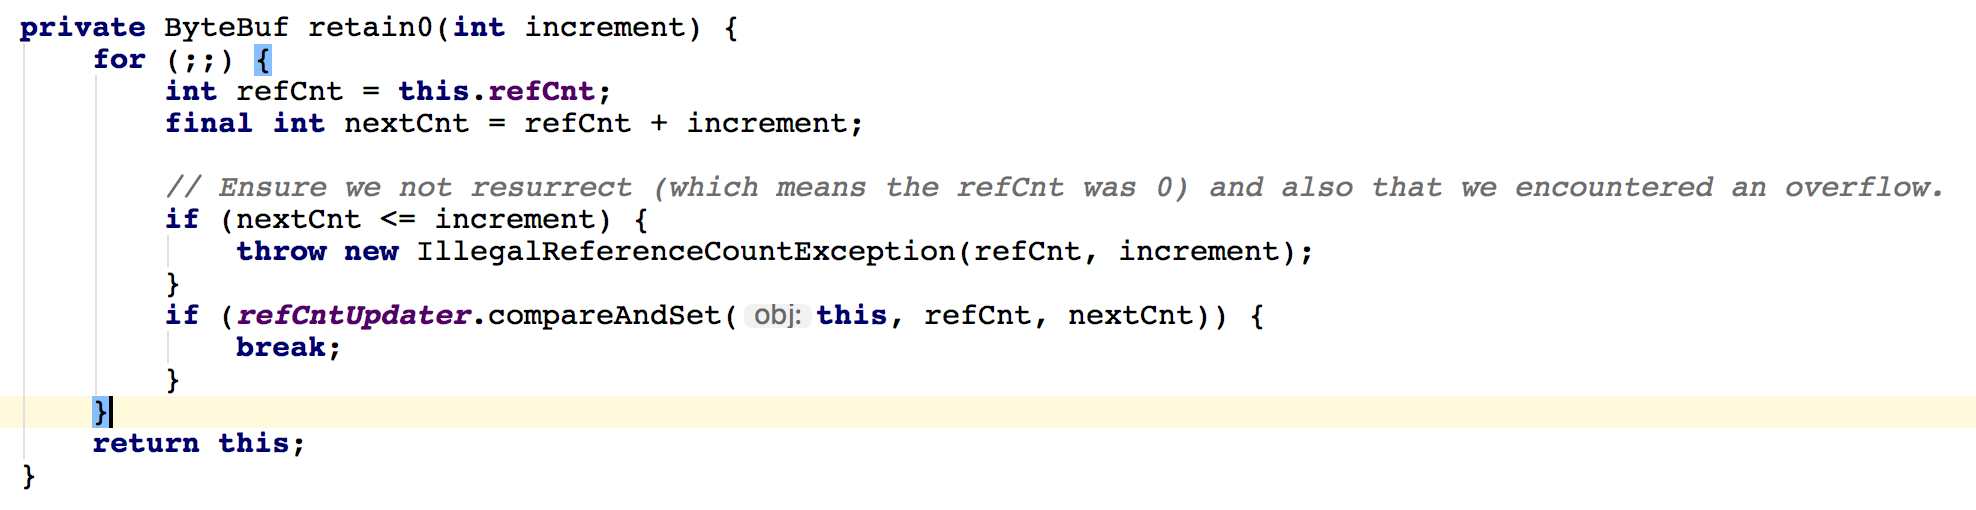 private ByteBuf retain0(int increment) {
    for (;;) {
        int refCnt = this.refCnt;
        final int nextCnt = refCnt + increment;

        // Ensure we not resurrect (which means the refCnt was 0) and also that we encountered an overflow.
        if (nextCnt <= increment) {
            throw new IllegalReferenceCountException(refCnt, increment);
        }
        if (refCntUpdater.compareAndSet( obj: this, refCnt, nextCnt)) {
            break;
        }
    }
    return this;
}